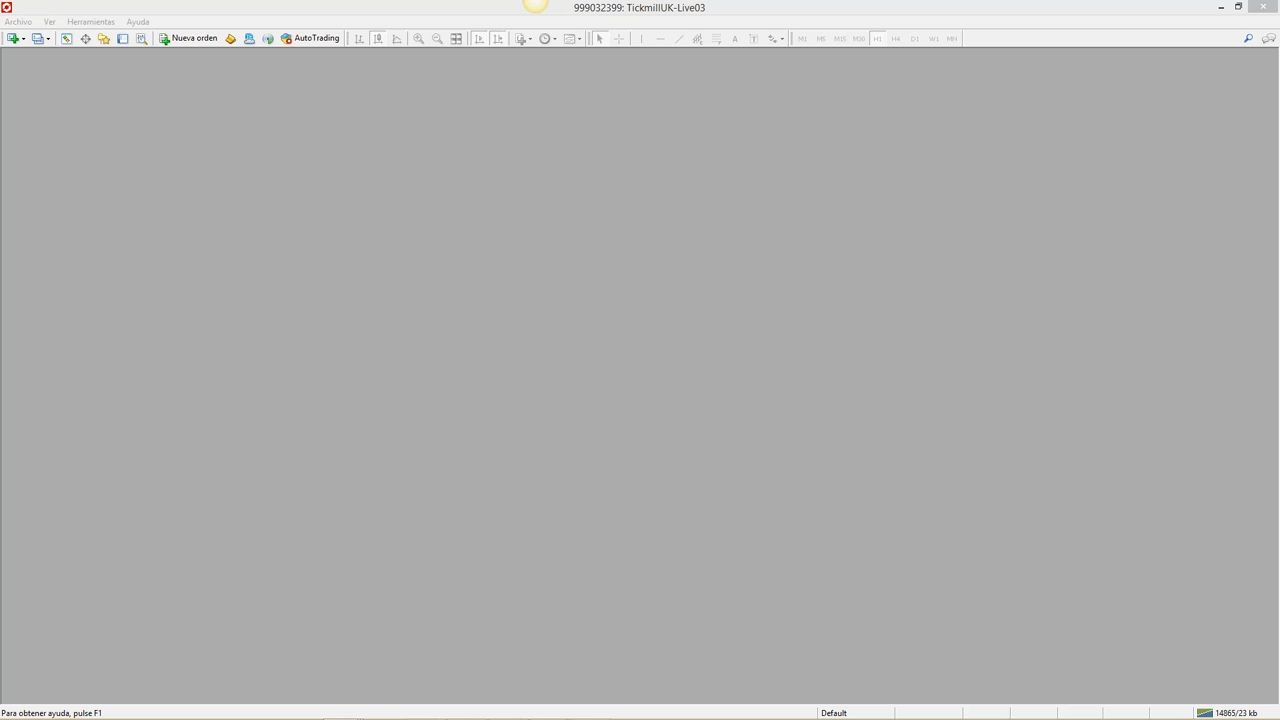 999032399: TickmillUK-Live03
Archivo Ver Herramientas Ayuda
Nueva orden AutoTrading A T M1 M5 M15 M30 H1 H4 D1 W1 MN
Para obtener ayuda, pulse F1 Default 14865/23 kb